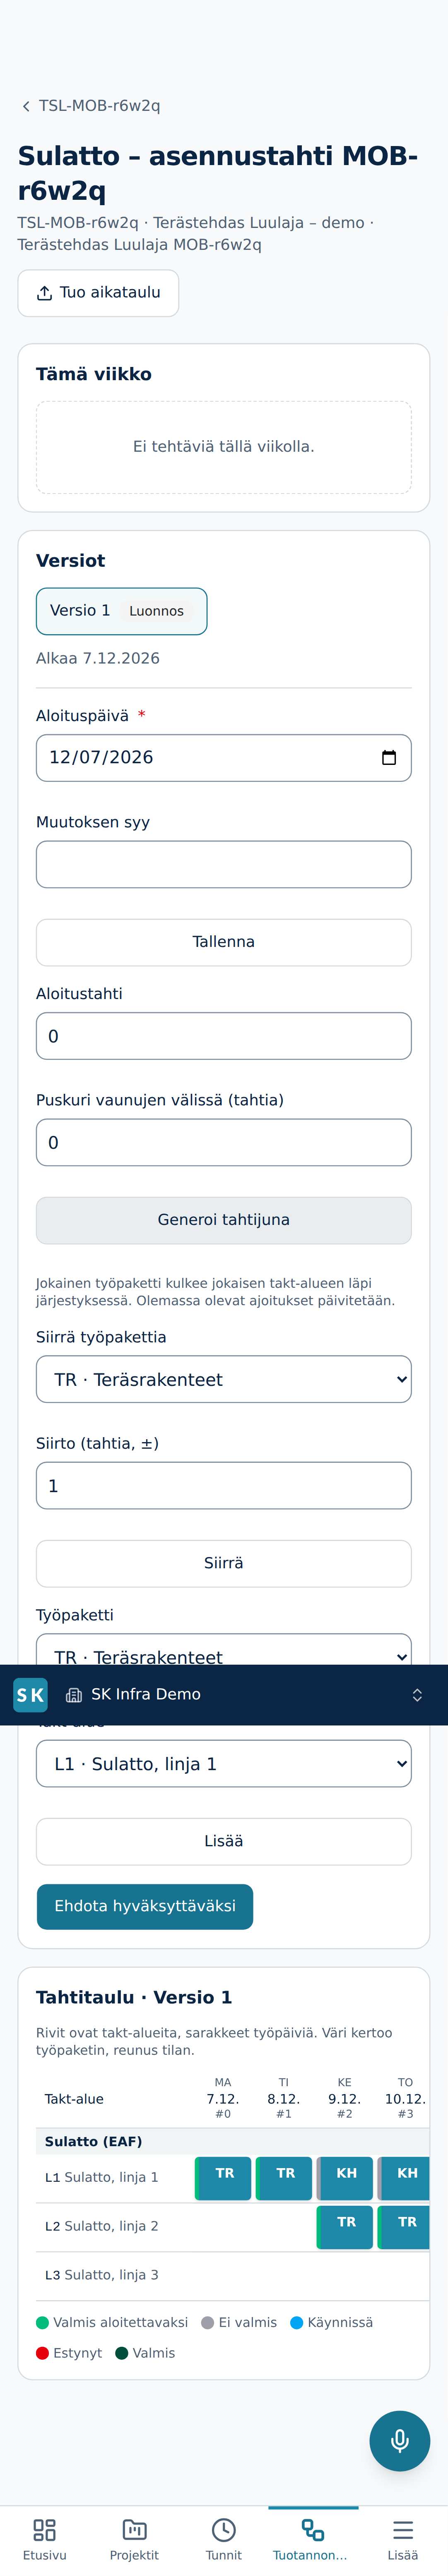 TSL-MOB-r6w2q
Sulatto – asennustahti MOB-
r6w2q
TSL-MOB-r6w2q · Terästehdas Luulaja – demo ·
Terästehdas Luulaja MOB-r6w2q
Tuo aikataulu
Tämä viikko
Ei tehtäviä tällä viikolla.
Versiot
Versio 1 Luonnos
Alkaa 7.12.2026
Aloituspäivä *
12/07/2026
Muutoksen syy
Tallenna
Aloitustahti
0
Puskuri vaunujen välissä (tahtia)
0
Generoi tahtijuna
Jokainen työpaketti kulkee jokaisen takt-alueen läpi
järjestyksessä. Olemassa olevat ajoitukset päivitetään.
Siirrä työpakettia
TR · Teräsrakenteet
Siirto (tahtia, ±)
1
Siirrä
Työpaketti
TR · Teräsrakenteet
SK SK Infra Demo
L1 · Sulatto, linja 1
Lisää
Ehdota hyväksyttäväksi
Tahtitaulu · Versio 1
Rivit ovat takt-alueita, sarakkeet työpäiviä. Väri kertoo
työpaketin, reunus tilan.
MA TI KE TO
Takt-alue 7.12. 8.12. 9.12. 10.12.
#0 #1 #2 #3
Sulatto (EAF)
L1 Sulatto, linja 1 TR TR KH KH
L2 Sulatto, linja 2 TR TR
L3 Sulatto, linja 3
Valmis aloitettavaksi Ei valmis Käynnissä
Estynyt Valmis
Etusivu Projektit Tunnit Tuotannon... Lisää